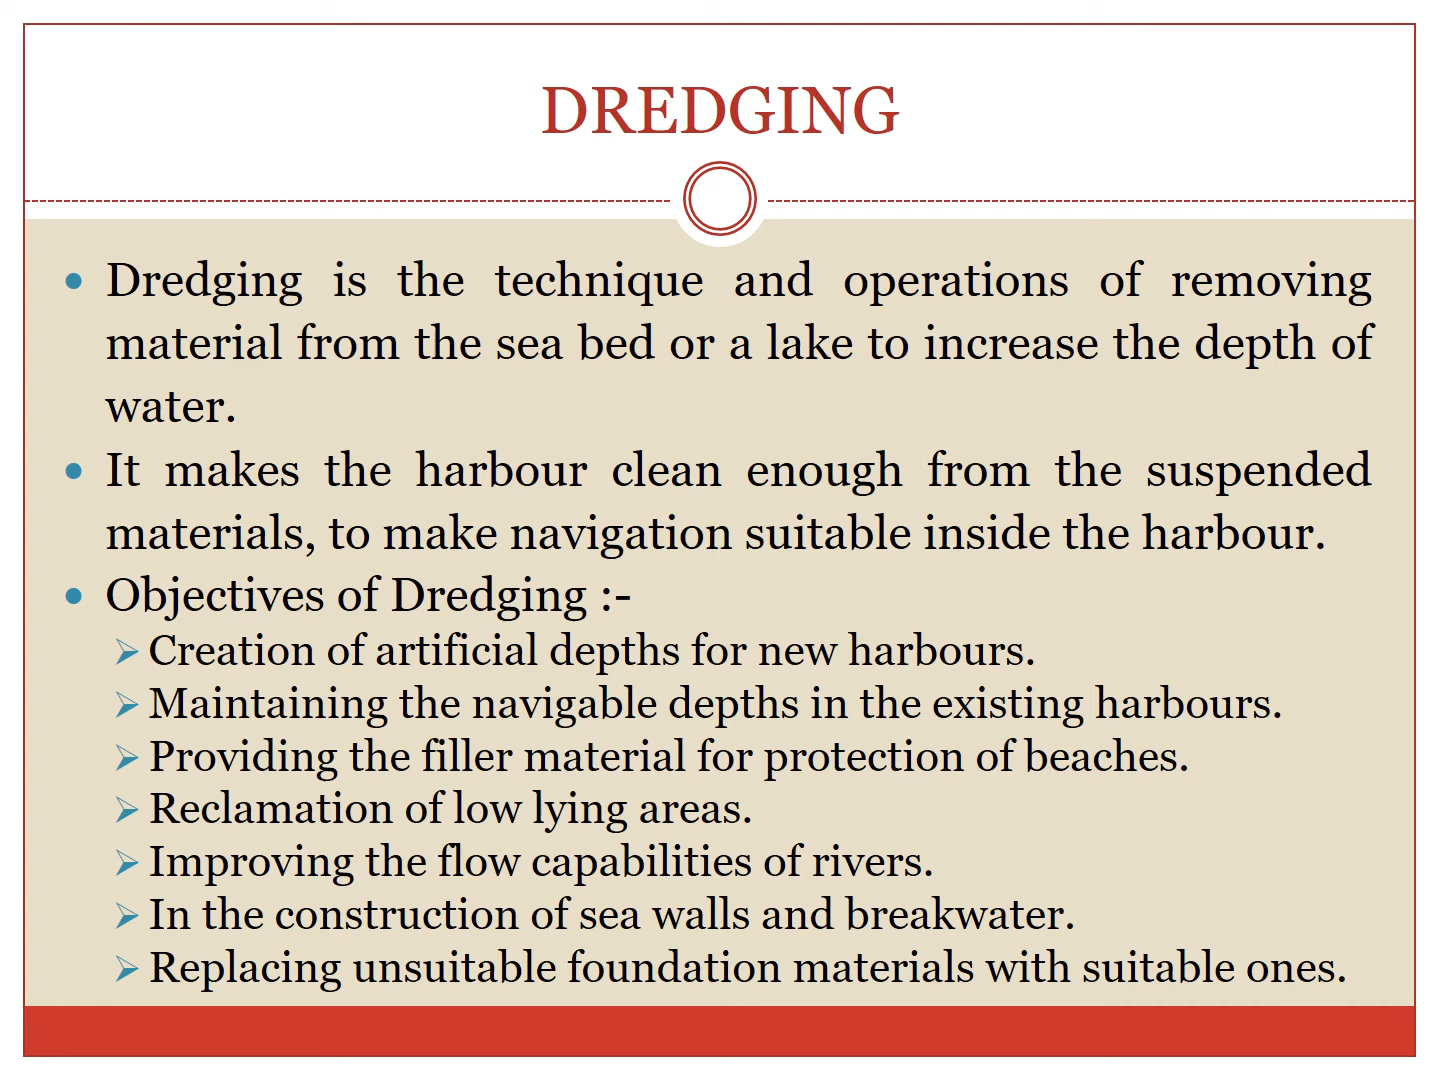 DREDGING
• Dredging is the technique and operations of removing
material from the sea bed or a lake to increase the depth of
water.
• It makes the harbour clean enough from the suspended
materials, to make navigation suitable inside the harbour.
• Objectives of Dredging :-
➢ Creation of artificial depths for new harbours.
➢ Maintaining the navigable depths in the existing harbours.
➢ Providing the filler material for protection of beaches.
➢ Reclamation of low lying areas.
➢ Improving the flow capabilities of rivers.
➢ In the construction of sea walls and breakwater.
➢ Replacing unsuitable foundation materials with suitable ones.